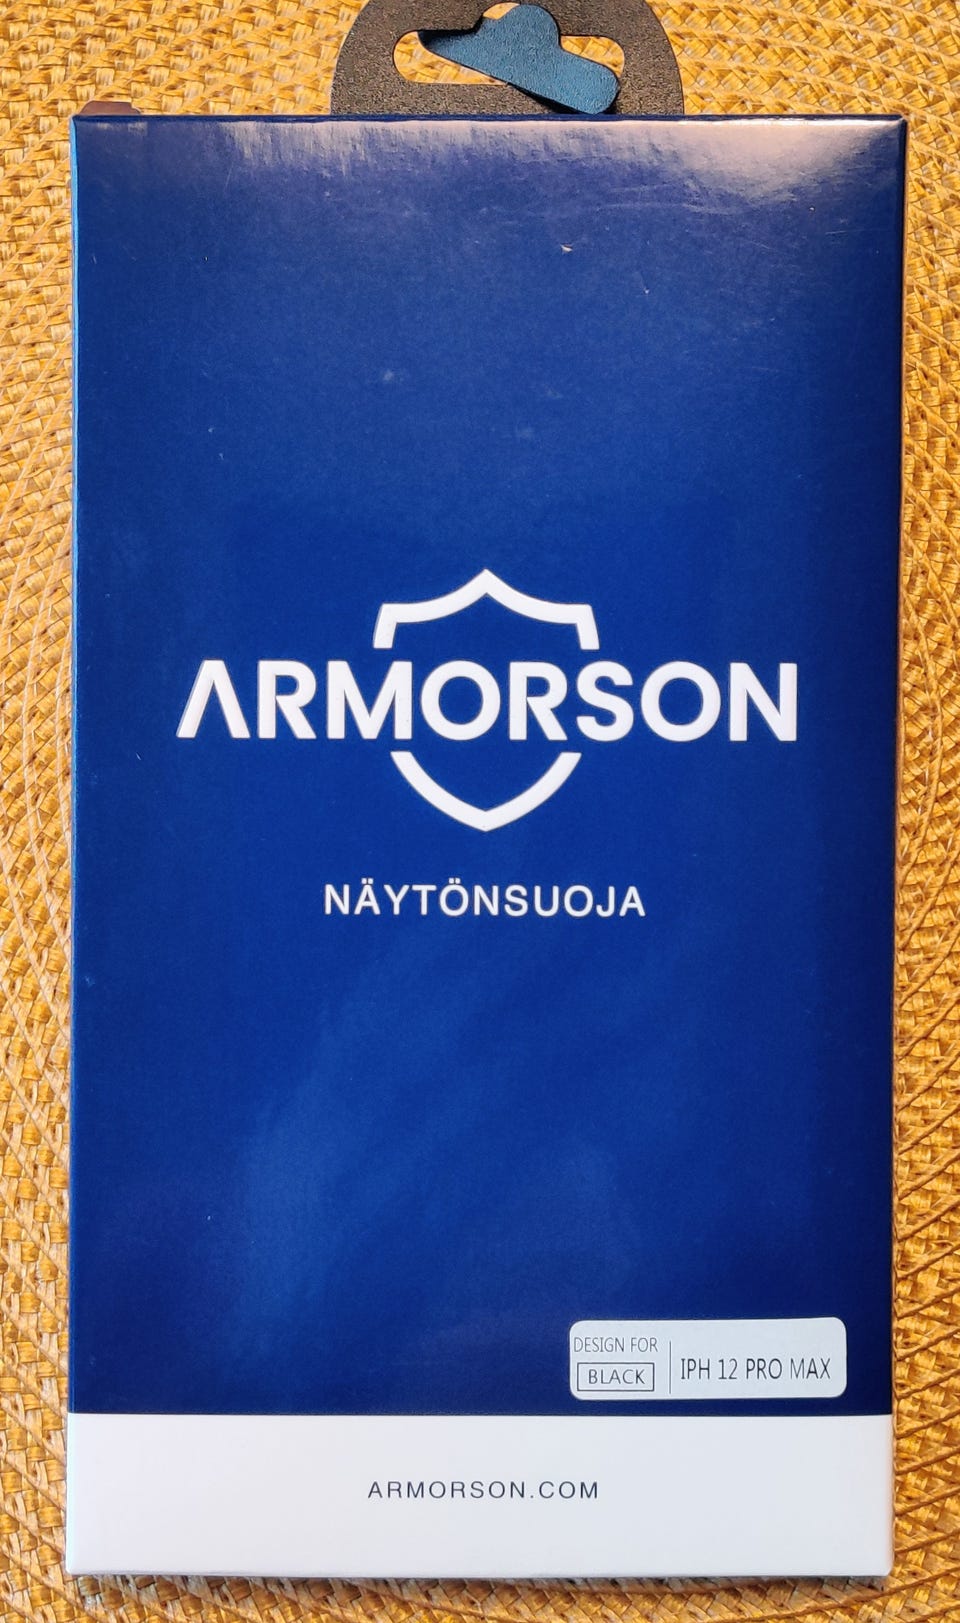 ARMORSON
NÄYTÖNSUOJA
DESIGN FOR
BLACK
IPH 12 PRO MAX
ARMORSON.COM